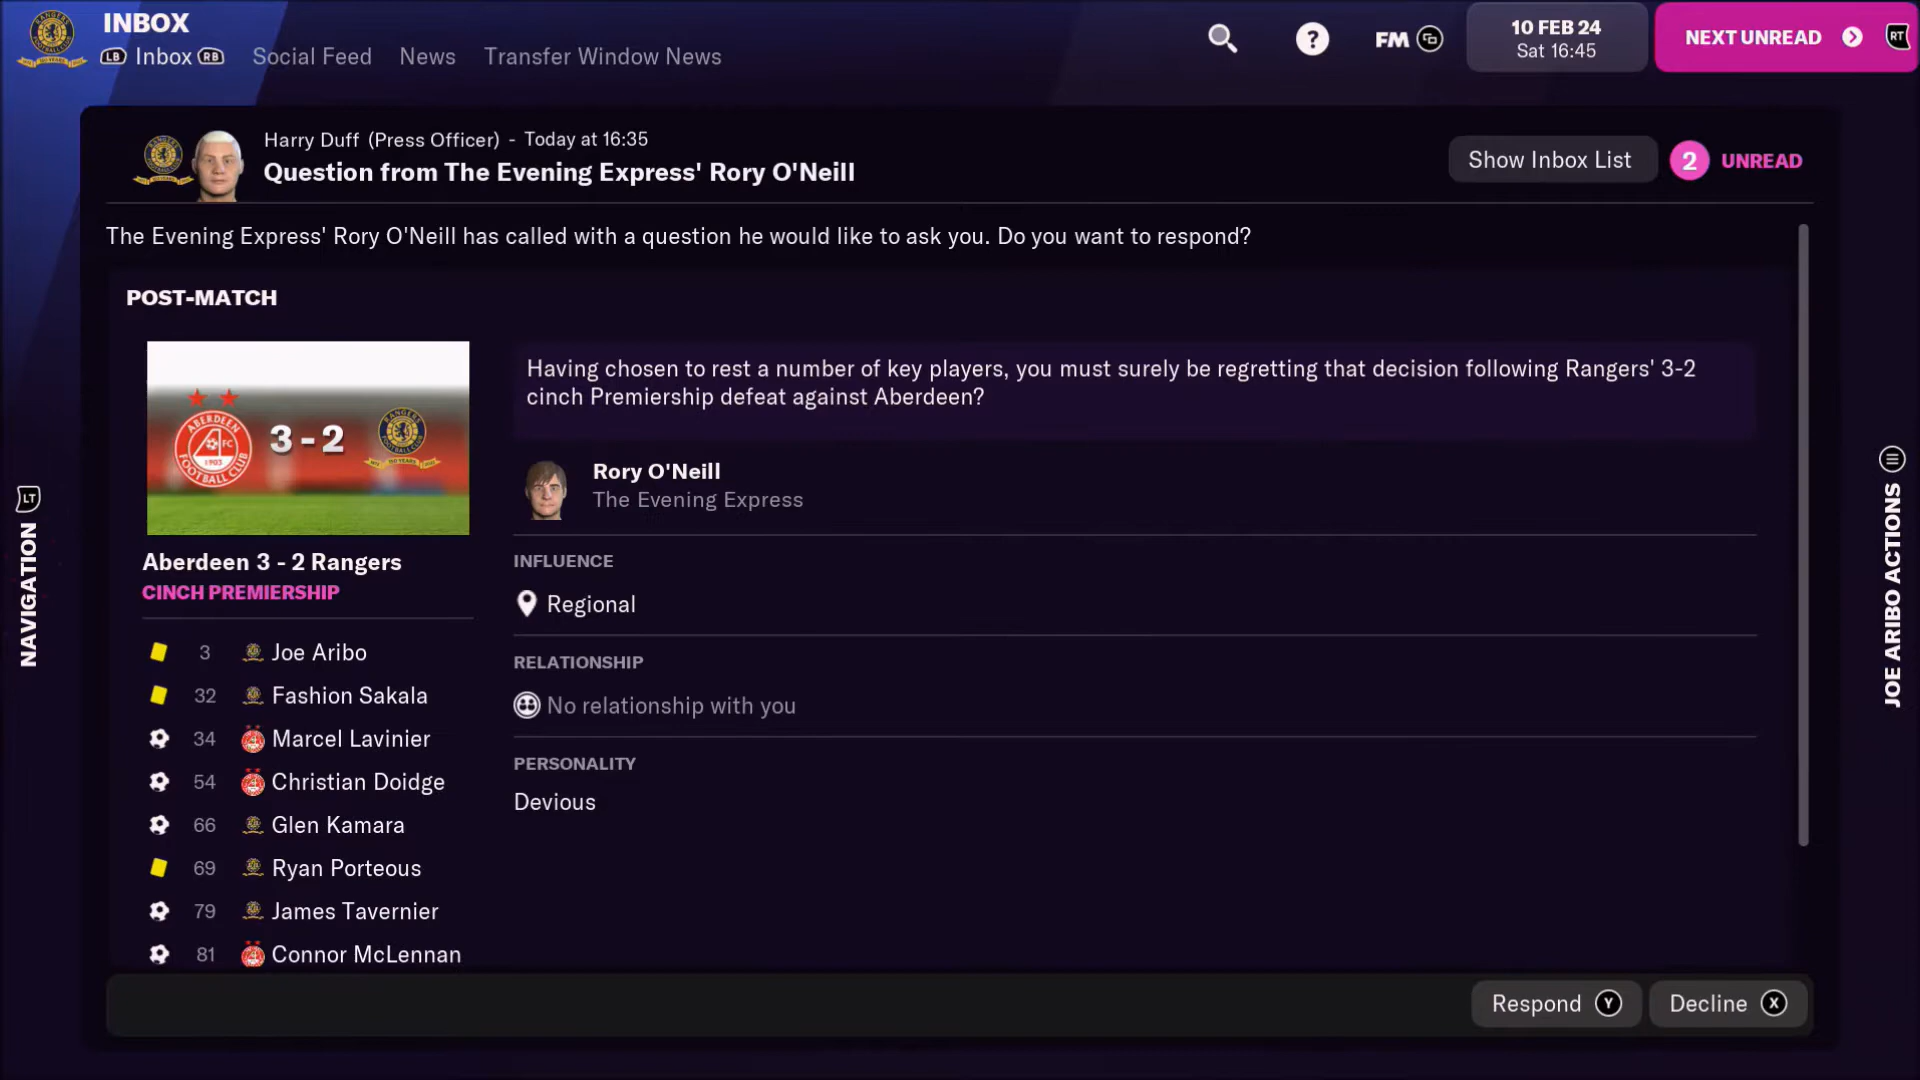 INBOX
LB Inbox RB Social Feed News Transfer Window News
FM
10 FEB 24
Sat 16:45
NEXT UNREAD RT
Harry Duff (Press Officer) - Today at 16:35
Question from The Evening Express' Rory O'Neill
Show Inbox List
2 UNREAD
The Evening Express' Rory O'Neill has called with a question he would like to ask you. Do you want to respond?
POST-MATCH
3 - 2
Aberdeen 3 - 2 Rangers
CINCH PREMIERSHIP
3 Joe Aribo
32 Fashion Sakala
34 Marcel Lavinier
54 Christian Doidge
66 Glen Kamara
69 Ryan Porteous
79 James Tavernier
81 Connor McLennan
Having chosen to rest a number of key players, you must surely be regretting that decision following Rangers' 3-2
cinch Premiership defeat against Aberdeen?
Rory O'Neill
The Evening Express
INFLUENCE
Regional
RELATIONSHIP
No relationship with you
PERSONALITY
Devious
Respond Y
Decline X
LT NAVIGATION
JOE ARIBO ACTIONS
ABERDEEN FC
FOOTBALL CLUB
1903